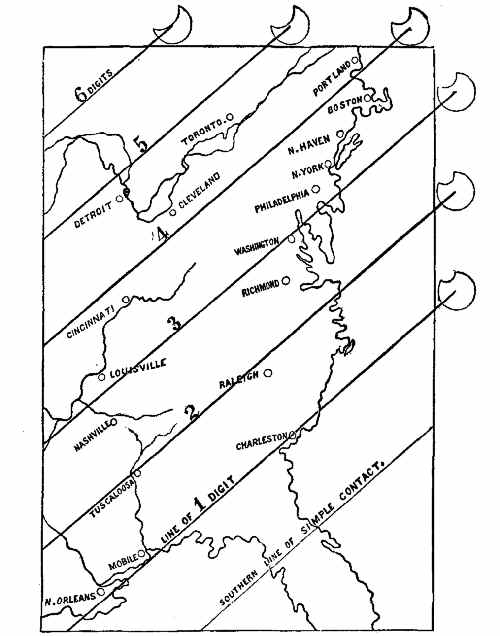 PORTLAND
6 DIGITS
BOSTON
TORONTO.
5
N. HAVEN
N-YORK
CLEVELAND
PHILADELPHIA
DETROIT
4
WASHINGTON
RICHMOND
CINCINNATI
3
LOUISVILLE
RALEIGH
2
NASHVILLE
CHARLESTON
TUSCALOOSA
LINE OF 1 DIGIT
SOUTHERN LINE OF SIMPLE CONTACT.
MOBILE
N. ORLEANS